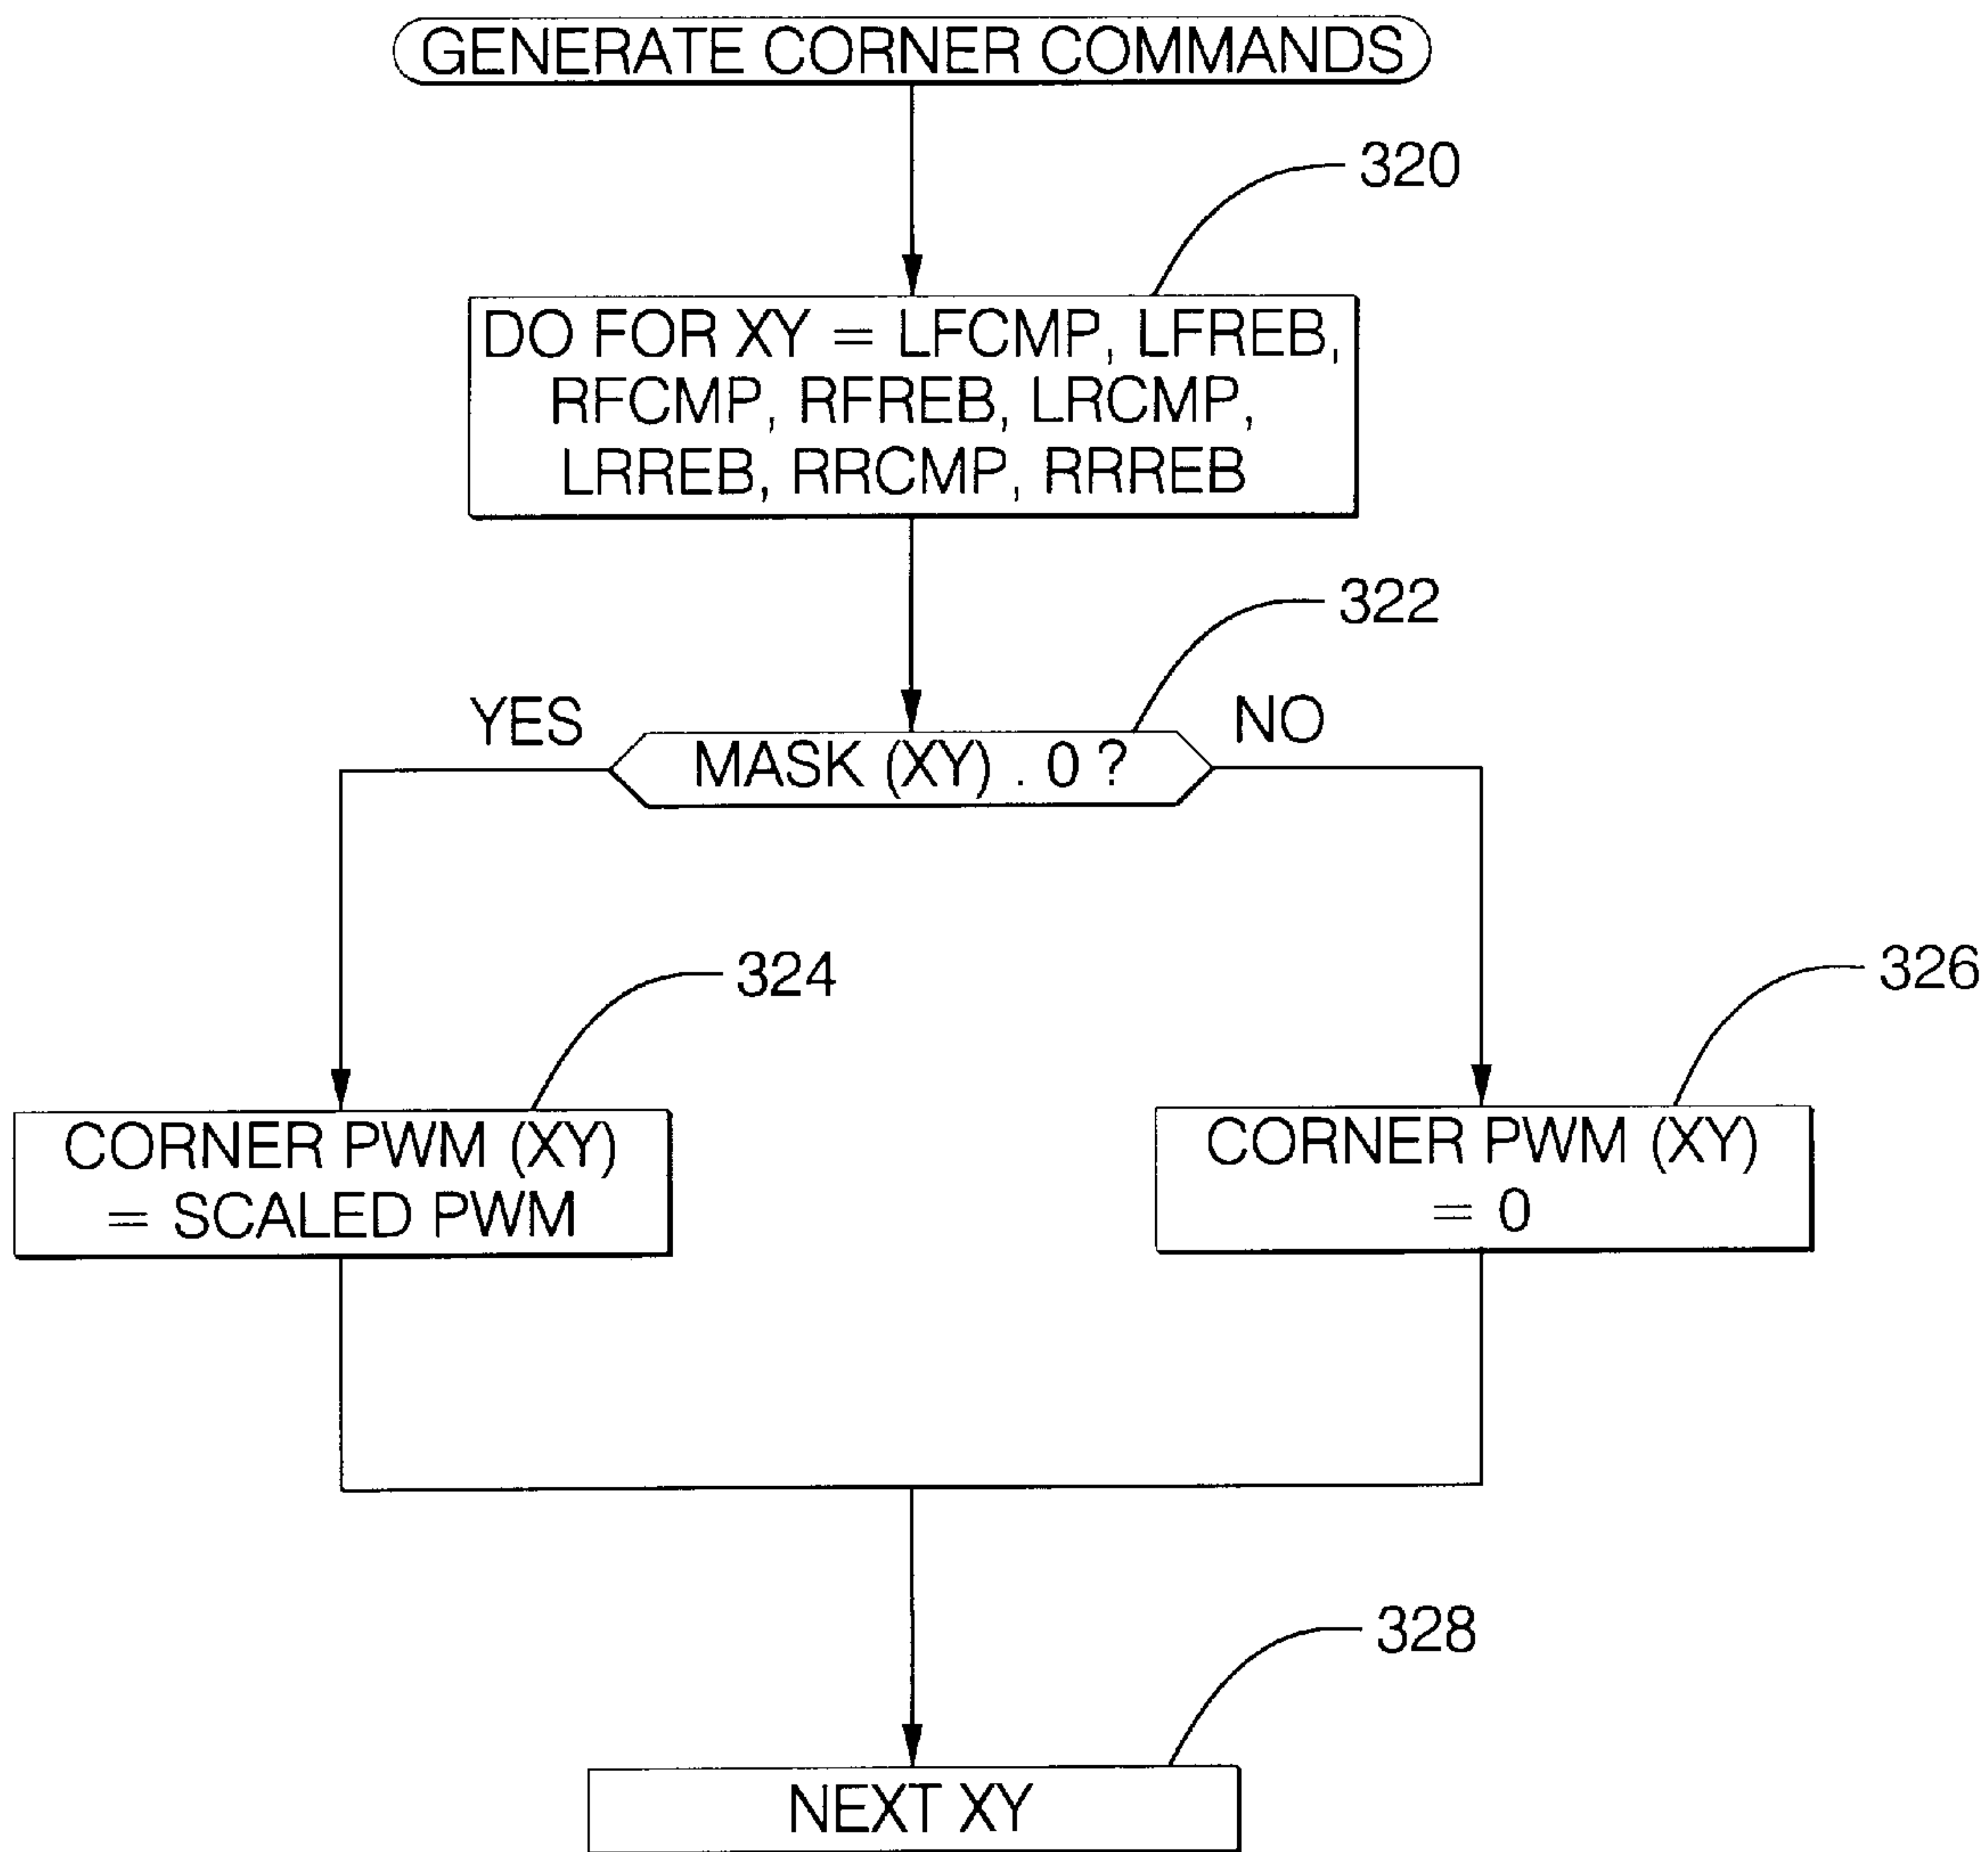 GENERATE CORNER COMMANDS
320
DO FOR XY = LFCMP, LFREB,
RFCMP, RFREB, LRCMP,
LRREB, RRCMP, RRREB
322
YES
NO
MASK (XY) . 0 ?
324
326
CORNER PWM (XY)
= SCALED PWM
CORNER PWM (XY)
= 0
328
NEXT XY